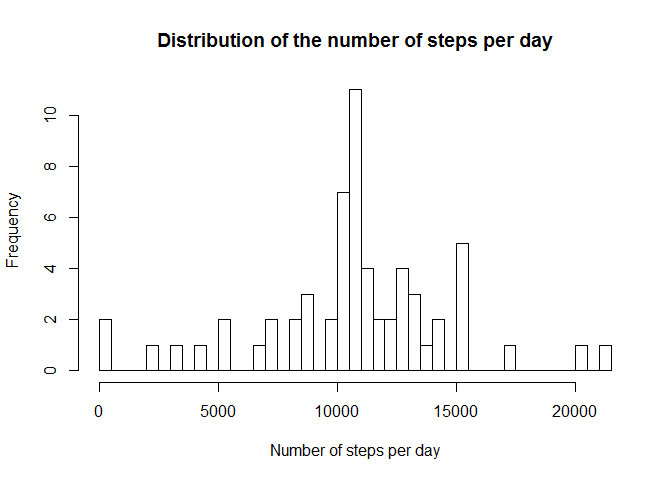 Distribution of the number of steps per day
Frequency
10
8
6
4
2
0
0 5000 10000 15000 20000
Number of steps per day